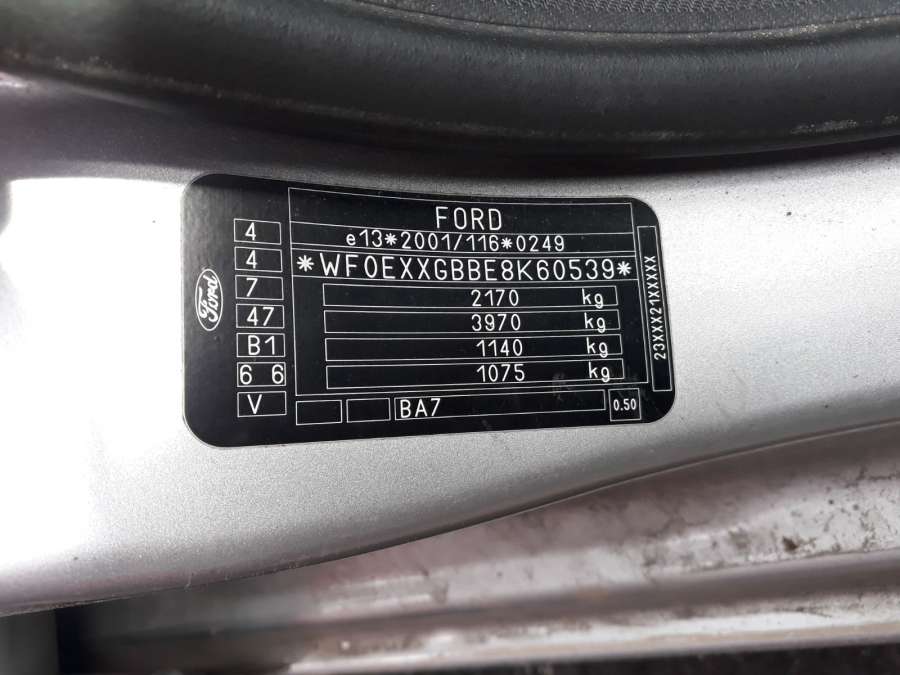 FORD
e13*2001/116*0249
*WF0EXXGBBE8K60539*
2170 kg
3970 kg
1140 kg
1075 kg
BA7
0.50
4
4
7
47
B1
6 6
V
Ford
23XXX21XXXXX